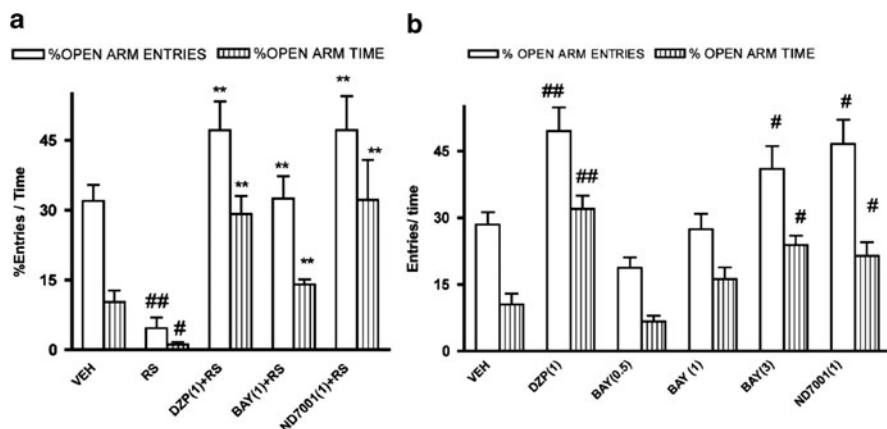 a
%OPEN ARM ENTRIES %OPEN ARM TIME
%Entries / Time
45
30
15
0
##
#
**
**
**
**
**
**
VEH
RS
DZP(1)+RS
BAY(1)+RS
ND7001(1)+RS
b
% OPEN ARM ENTRIES % OPEN ARM TIME
Entries/ time
45
30
15
0
##
##
#
#
#
#
VEH
DZP(1)
BAY(0.5)
BAY (1)
BAY(3)
ND7001(1)